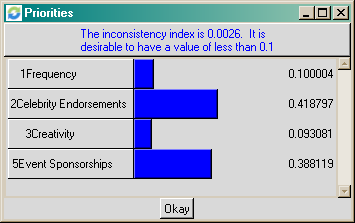 Priorities
The inconsistency index is 0.0026. It is
desirable to have a value of less than 0.1
1Frequency 0.100004
2Celebrity Endorsements 0.418797
3Creativity 0.093081
5Event Sponsorships 0.388119
Okay